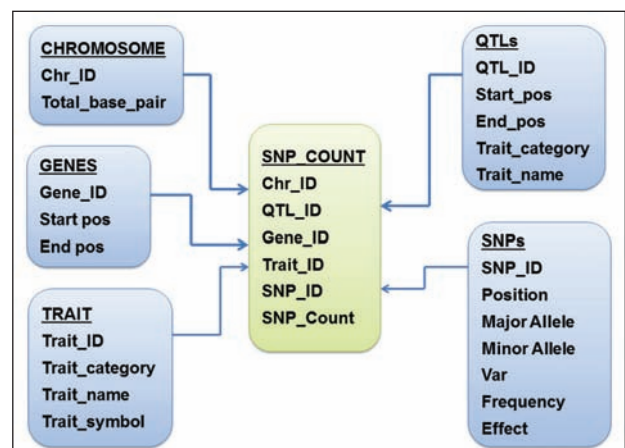 CHROMOSOME
Chr_ID
Total_base_pair
GENES
Gene_ID
Start pos
End pos
TRAIT
Trait_ID
Trait_category
Trait_name
Trait_symbol
SNP_COUNT
Chr_ID
QTL_ID
Gene_ID
Trait_ID
SNP_ID
SNP_Count
QTLs
QTL_ID
Start_pos
End_pos
Trait_category
Trait_name
SNPs
SNP_ID
Position
Major Allele
Minor Allele
Var
Frequency
Effect